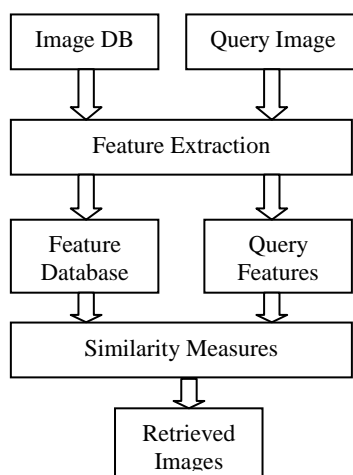 Image DB
Query Image
Feature Extraction
Feature
Database
Query
Features
Similarity Measures
Retrieved
Images